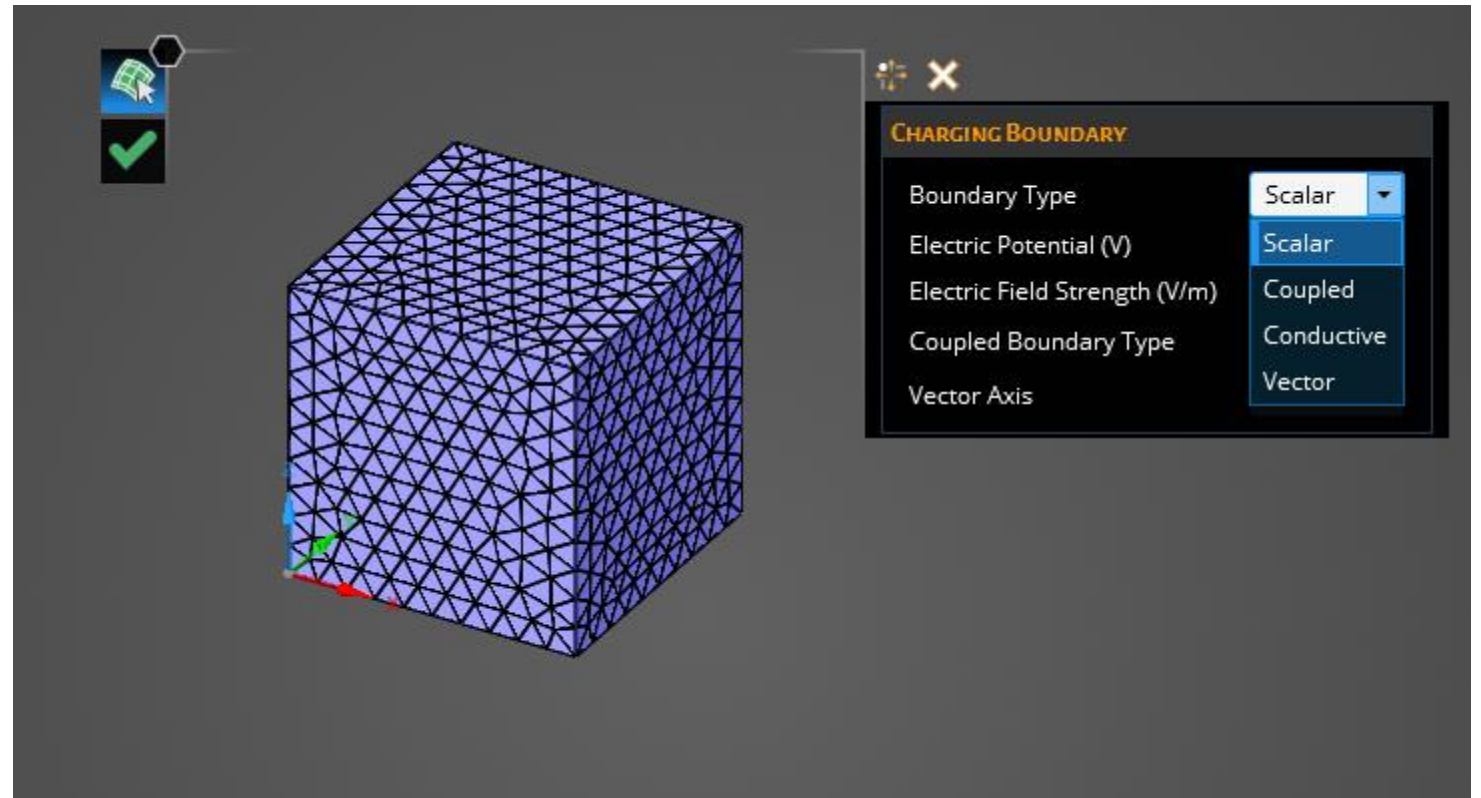 CHARGING BOUNDARY
Boundary Type
Scalar
Electric Potential (V)
Scalar
Electric Field Strength (V/m)
Coupled
Coupled Boundary Type
Conductive
Vector Axis
Vector